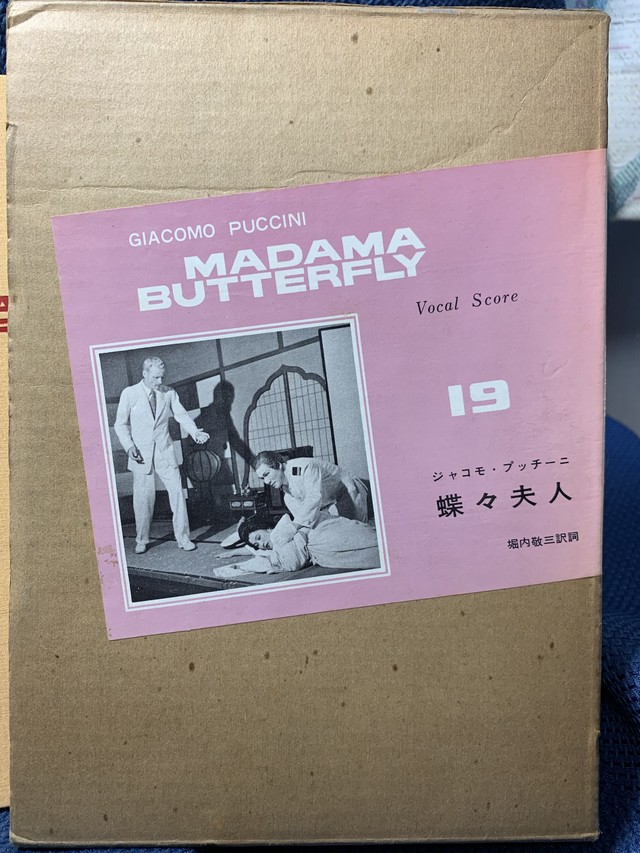 GIACOMO PUCCINI
MADAMA
BUTTERFLY
Vocal Score
19
ジャコモ・プッチーニ
蝶々夫人
堀内敬三訳詞